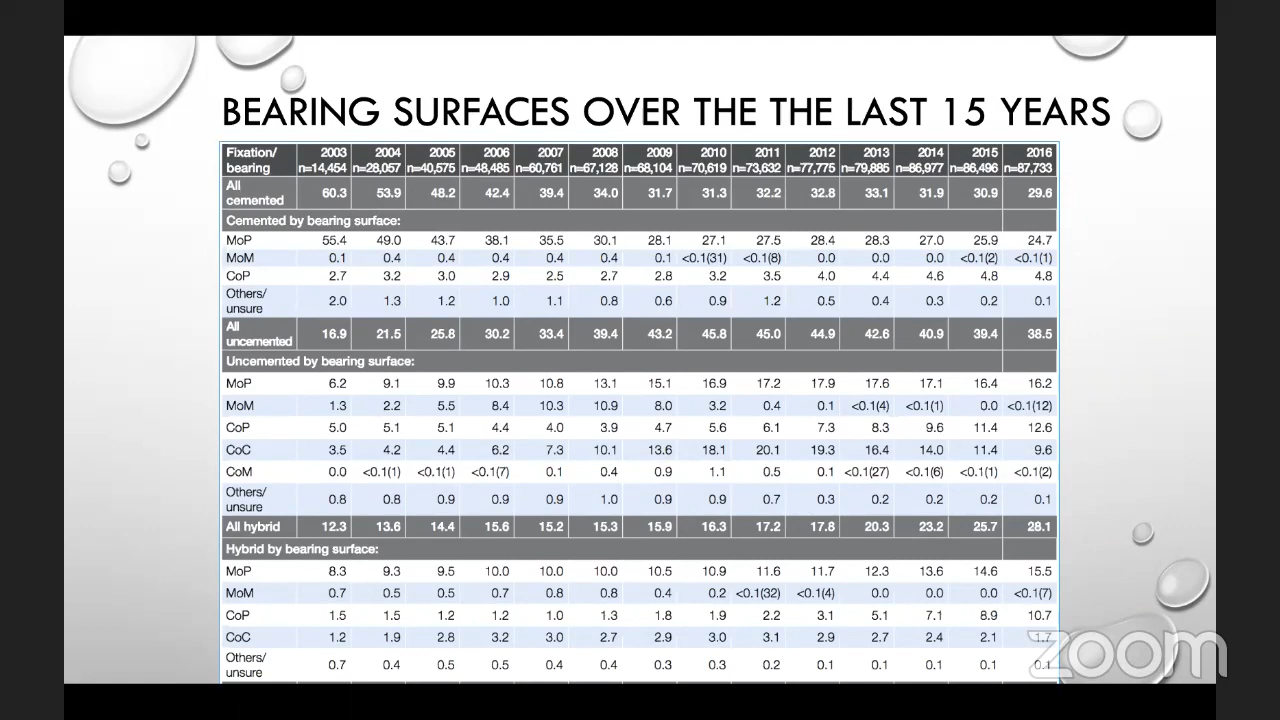 BEARING SURFACES OVER THE THE LAST 15 YEARS
Fixation/ 2003 2004 2005 2006 2007 2008 2009 2010 2011 2012 2013 2014 2015 2016
bearing n=14,454 n=28,057 n=40,575 n=48,485 n=60,761 n=67,128 n=68,104 n=70,619 n=73,632 n=77,775 n=79,885 n=86,977 n=86,496 n=87,733
All
cemented 60.3 53.9 48.2 42.4 39.4 34.0 31.7 31.3 32.2 32.8 33.1 31.9 30.9 29.6
Cemented by bearing surface:
MoP 55.4 49.0 43.7 38.1 35.5 30.1 28.1 27.1 27.5 28.4 28.3 27.0 25.9 24.7
MoM 0.1 0.4 0.4 0.4 0.4 0.4 0.1 <0.1(31) <0.1(8) 0.0 0.0 0.0 <0.1(2) <0.1(1)
CoP 2.7 3.2 3.0 2.9 2.5 2.7 2.8 3.2 3.5 4.0 4.4 4.6 4.8 4.8
Others/
unsure 2.0 1.3 1.2 1.0 1.1 0.8 0.6 0.9 1.2 0.5 0.4 0.3 0.2 0.1
All
uncemented 16.9 21.5 25.8 30.2 33.4 39.4 43.2 45.8 45.0 44.9 42.6 40.9 39.4 38.5
Uncemented by bearing surface:
MoP 6.2 9.1 9.9 10.3 10.8 13.1 15.1 16.9 17.2 17.9 17.6 17.1 16.4 16.2
MoM 1.3 2.2 5.5 8.4 10.3 10.9 8.0 3.2 0.4 0.1 <0.1(4) <0.1(1) 0.0 <0.1(12)
CoP 5.0 5.1 5.1 4.4 4.0 3.9 4.7 5.6 6.1 7.3 8.3 9.6 11.4 12.6
CoC 3.5 4.2 4.4 6.2 7.3 10.1 13.6 18.1 20.1 19.3 16.4 14.0 11.4 9.6
CoM 0.0 <0.1(1) <0.1(1) <0.1(7) 0.1 0.4 0.9 1.1 0.5 0.1 <0.1(27) <0.1(6) <0.1(1) <0.1(2)
Others/
unsure 0.8 0.8 0.9 0.9 0.9 1.0 0.9 0.9 0.7 0.3 0.2 0.2 0.2 0.1
All hybrid 12.3 13.6 14.4 15.6 15.2 15.3 15.9 16.3 17.2 17.8 20.3 23.2 25.7 28.1
Hybrid by bearing surface:
MoP 8.3 9.3 9.5 10.0 10.0 10.0 10.5 10.9 11.6 11.7 12.3 13.6 14.6 15.5
MoM 0.7 0.5 0.5 0.7 0.8 0.8 0.4 0.2 <0.1(32) <0.1(4) 0.0 0.0 0.0 <0.1(7)
CoP 1.5 1.5 1.2 1.2 1.0 1.3 1.8 1.9 2.2 3.1 5.1 7.1 8.9 10.7
CoC 1.2 1.9 2.8 3.2 3.0 2.7 2.9 3.0 3.1 2.9 2.7 2.4 2.1 1.7
Others/
unsure 0.7 0.4 0.5 0.5 0.4 0.4 0.3 0.3 0.2 0.1 0.1 0.1 0.1 0.1
zoom